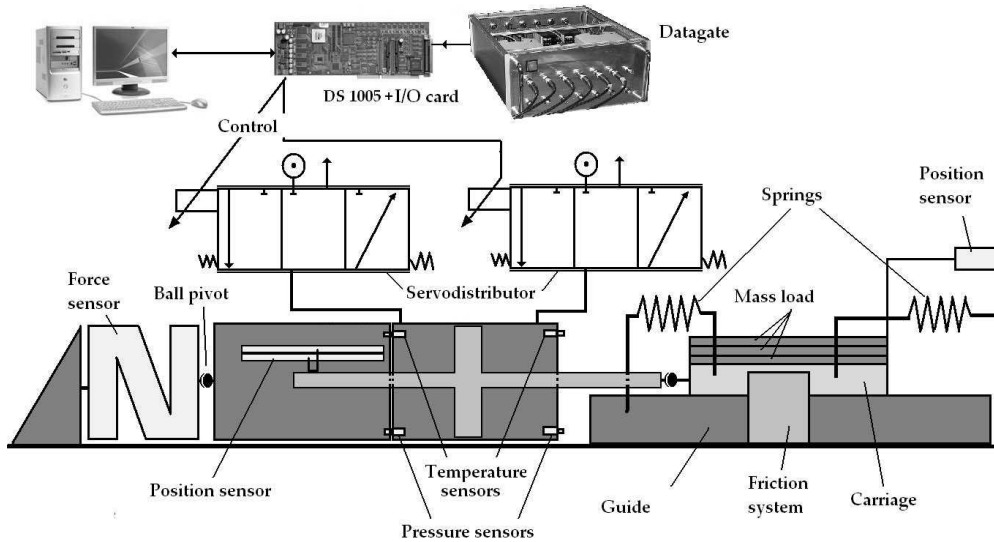 Datagate
DS 1005 +I/O card
Control
Springs
Position
sensor
Force
sensor
Ball pivot
Servodistributor
Mass load
Position sensor
Temperature
sensors
Pressure sensors
Guide
Friction
system
Carriage